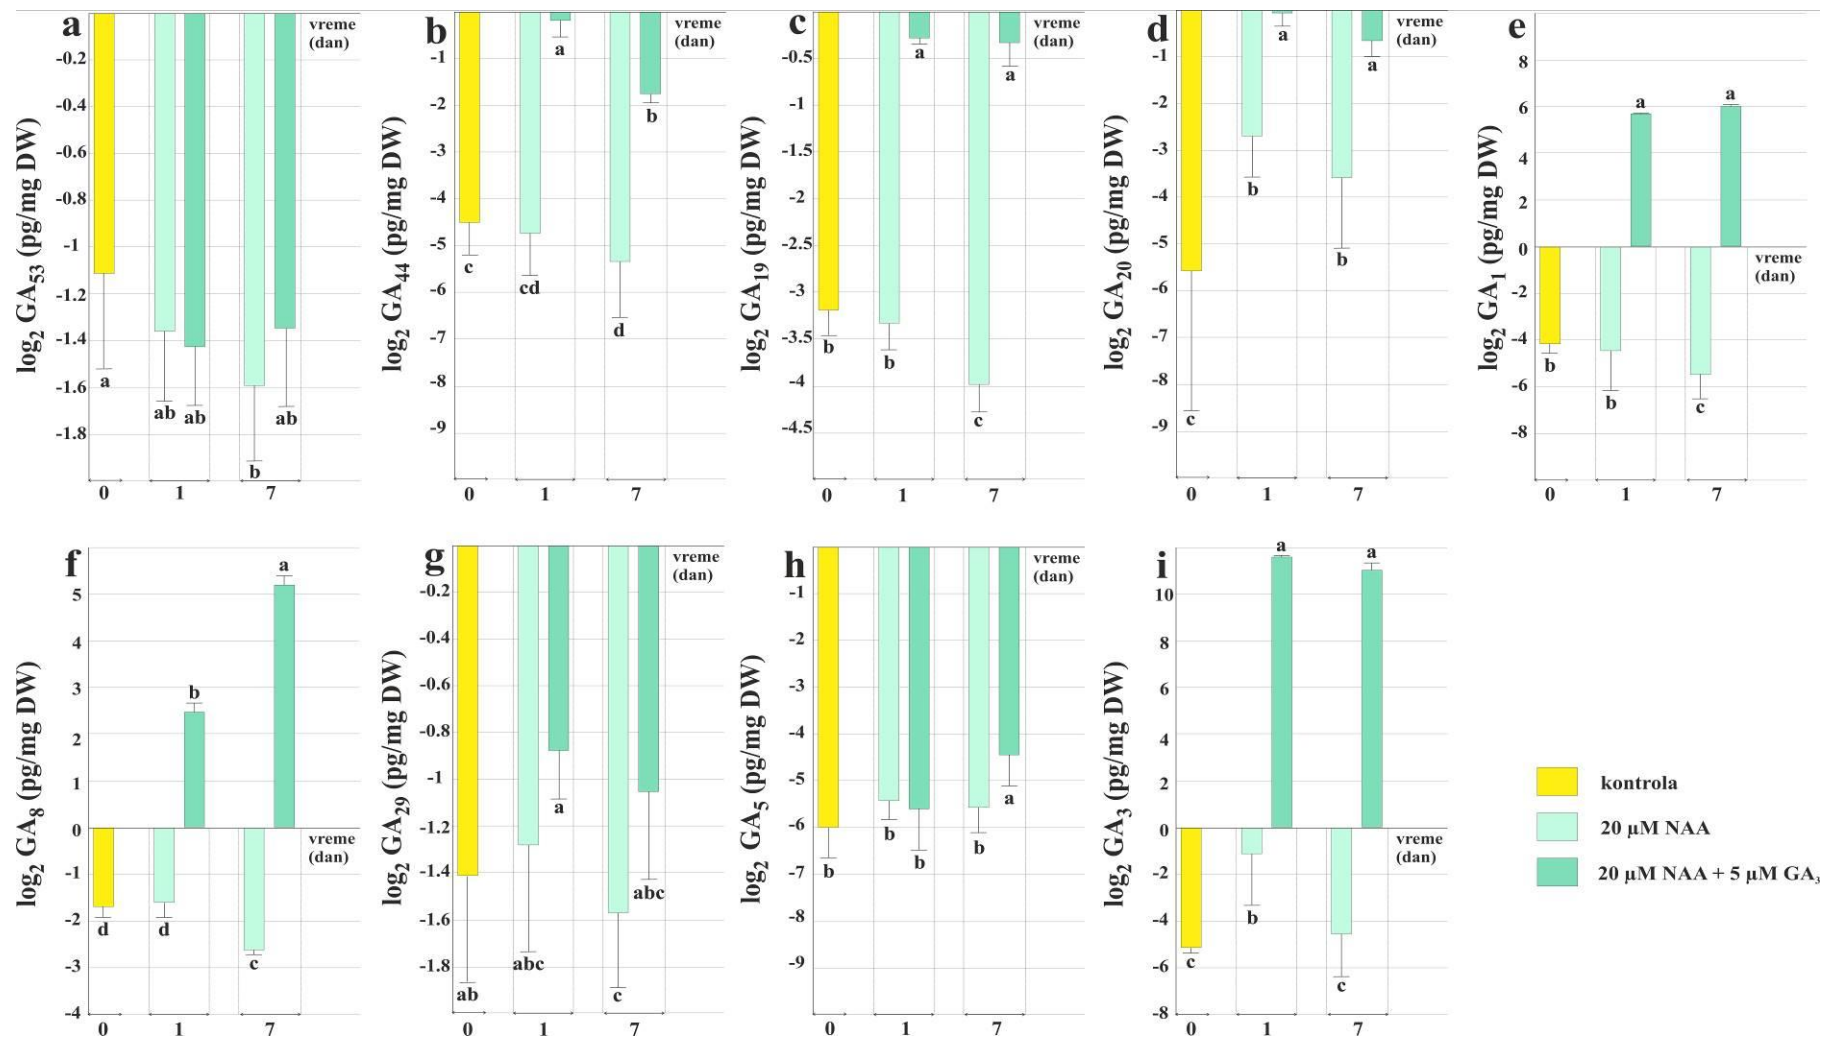 a
vreme
(dan)
log₂ GA₅₃ (pg/mg DW)
-0.2
-0.4
-0.6
-0.8
-1
-1.2
-1.4
-1.6
-1.8
a
ab
ab
b
ab
0
1
7
b
vreme
(dan)
log₂ GA₄₄ (pg/mg DW)
-1
-2
-3
-4
-5
-6
-7
-8
-9
c
cd
a
d
b
0
1
7
c
vreme
(dan)
log₂ GA₁₉ (pg/mg DW)
-0.5
-1
-1.5
-2
-2.5
-3
-3.5
-4
-4.5
b
b
a
c
a
0
1
7
d
vreme
(dan)
log₂ GA₂₀ (pg/mg DW)
-1
-2
-3
-4
-5
-6
-7
-8
-9
c
b
a
b
a
0
1
7
e
vreme
(dan)
log₂ GA₁ (pg/mg DW)
8
6
4
2
0
-2
-4
-6
-8
b
b
a
c
a
0
1
7
f
vreme
(dan)
log₂ GA₈ (pg/mg DW)
5
4
3
2
1
0
-1
-2
-3
-4
d
d
b
c
a
0
1
7
g
vreme
(dan)
log₂ GA₂₉ (pg/mg DW)
-0.2
-0.4
-0.6
-0.8
-1
-1.2
-1.4
-1.6
-1.8
ab
abc
a
c
abc
0
1
7
h
vreme
(dan)
log₂ GA₅ (pg/mg DW)
-1
-2
-3
-4
-5
-6
-7
-8
-9
b
b
b
b
a
0
1
7
i
vreme
(dan)
log₂ GA₃ (pg/mg DW)
10
8
6
4
2
0
-2
-4
-6
-8
c
b
a
c
a
0
1
7
kontrola
20 µM NAA
20 µM NAA + 5 µM GA₃